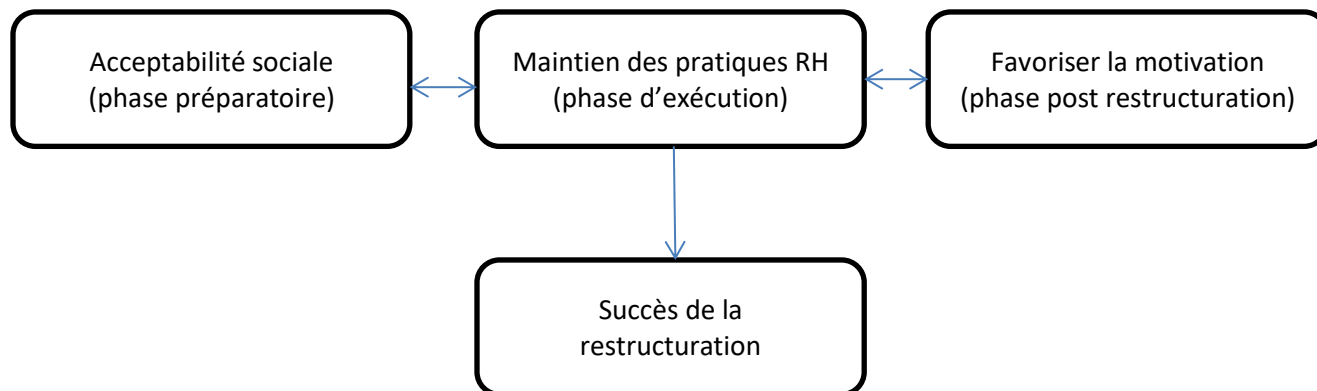 Acceptabilité sociale
(phase préparatoire)
Maintien des pratiques RH
(phase d’exécution)
Favoriser la motivation
(phase post restructuration)
Succès de la
restructuration